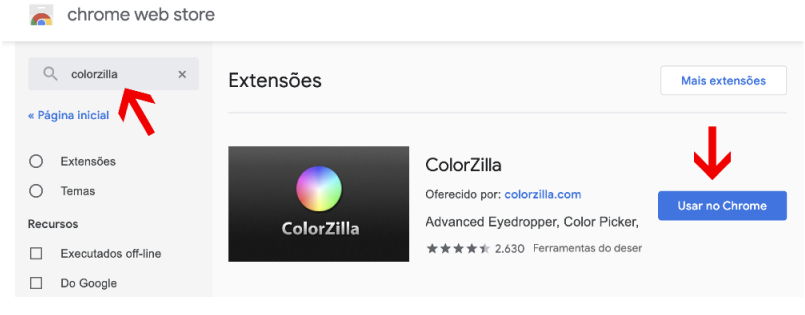 chrome web store
colorzilla ×
« Página inicial
Extensões
Temas
Recursos
Executados off-line
Do Google
Extensões
Mais extensões
ColorZilla
ColorZilla
Oferecido por: colorzilla.com
Advanced Eyedropper, Color Picker,
2.630 Ferramentas do deser
Usar no Chrome